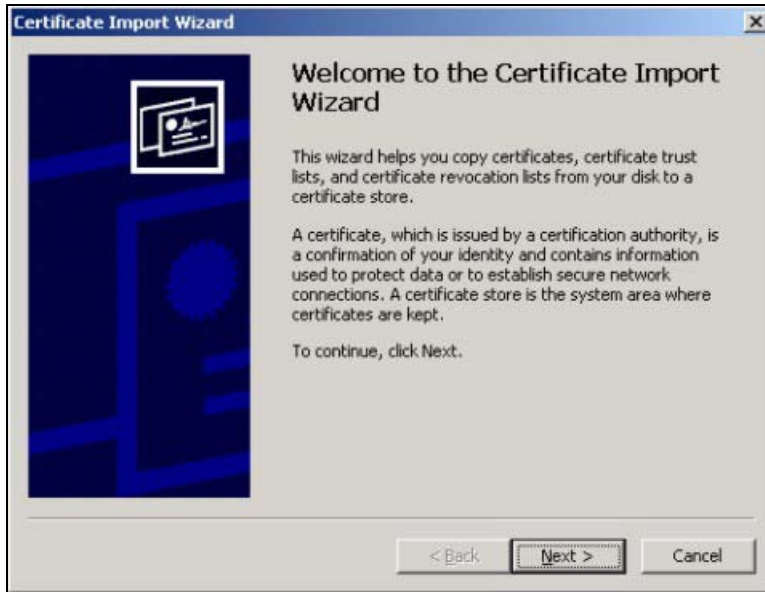 Certificate Import Wizard
Welcome to the Certificate Import
Wizard
This wizard helps you copy certificates, certificate trust
lists, and certificate revocation lists from your disk to a
certificate store.
A certificate, which is issued by a certification authority, is
a confirmation of your identity and contains information
used to protect data or to establish secure network
connections. A certificate store is the system area where
certificates are kept.
To continue, click Next.
< Back Next > Cancel